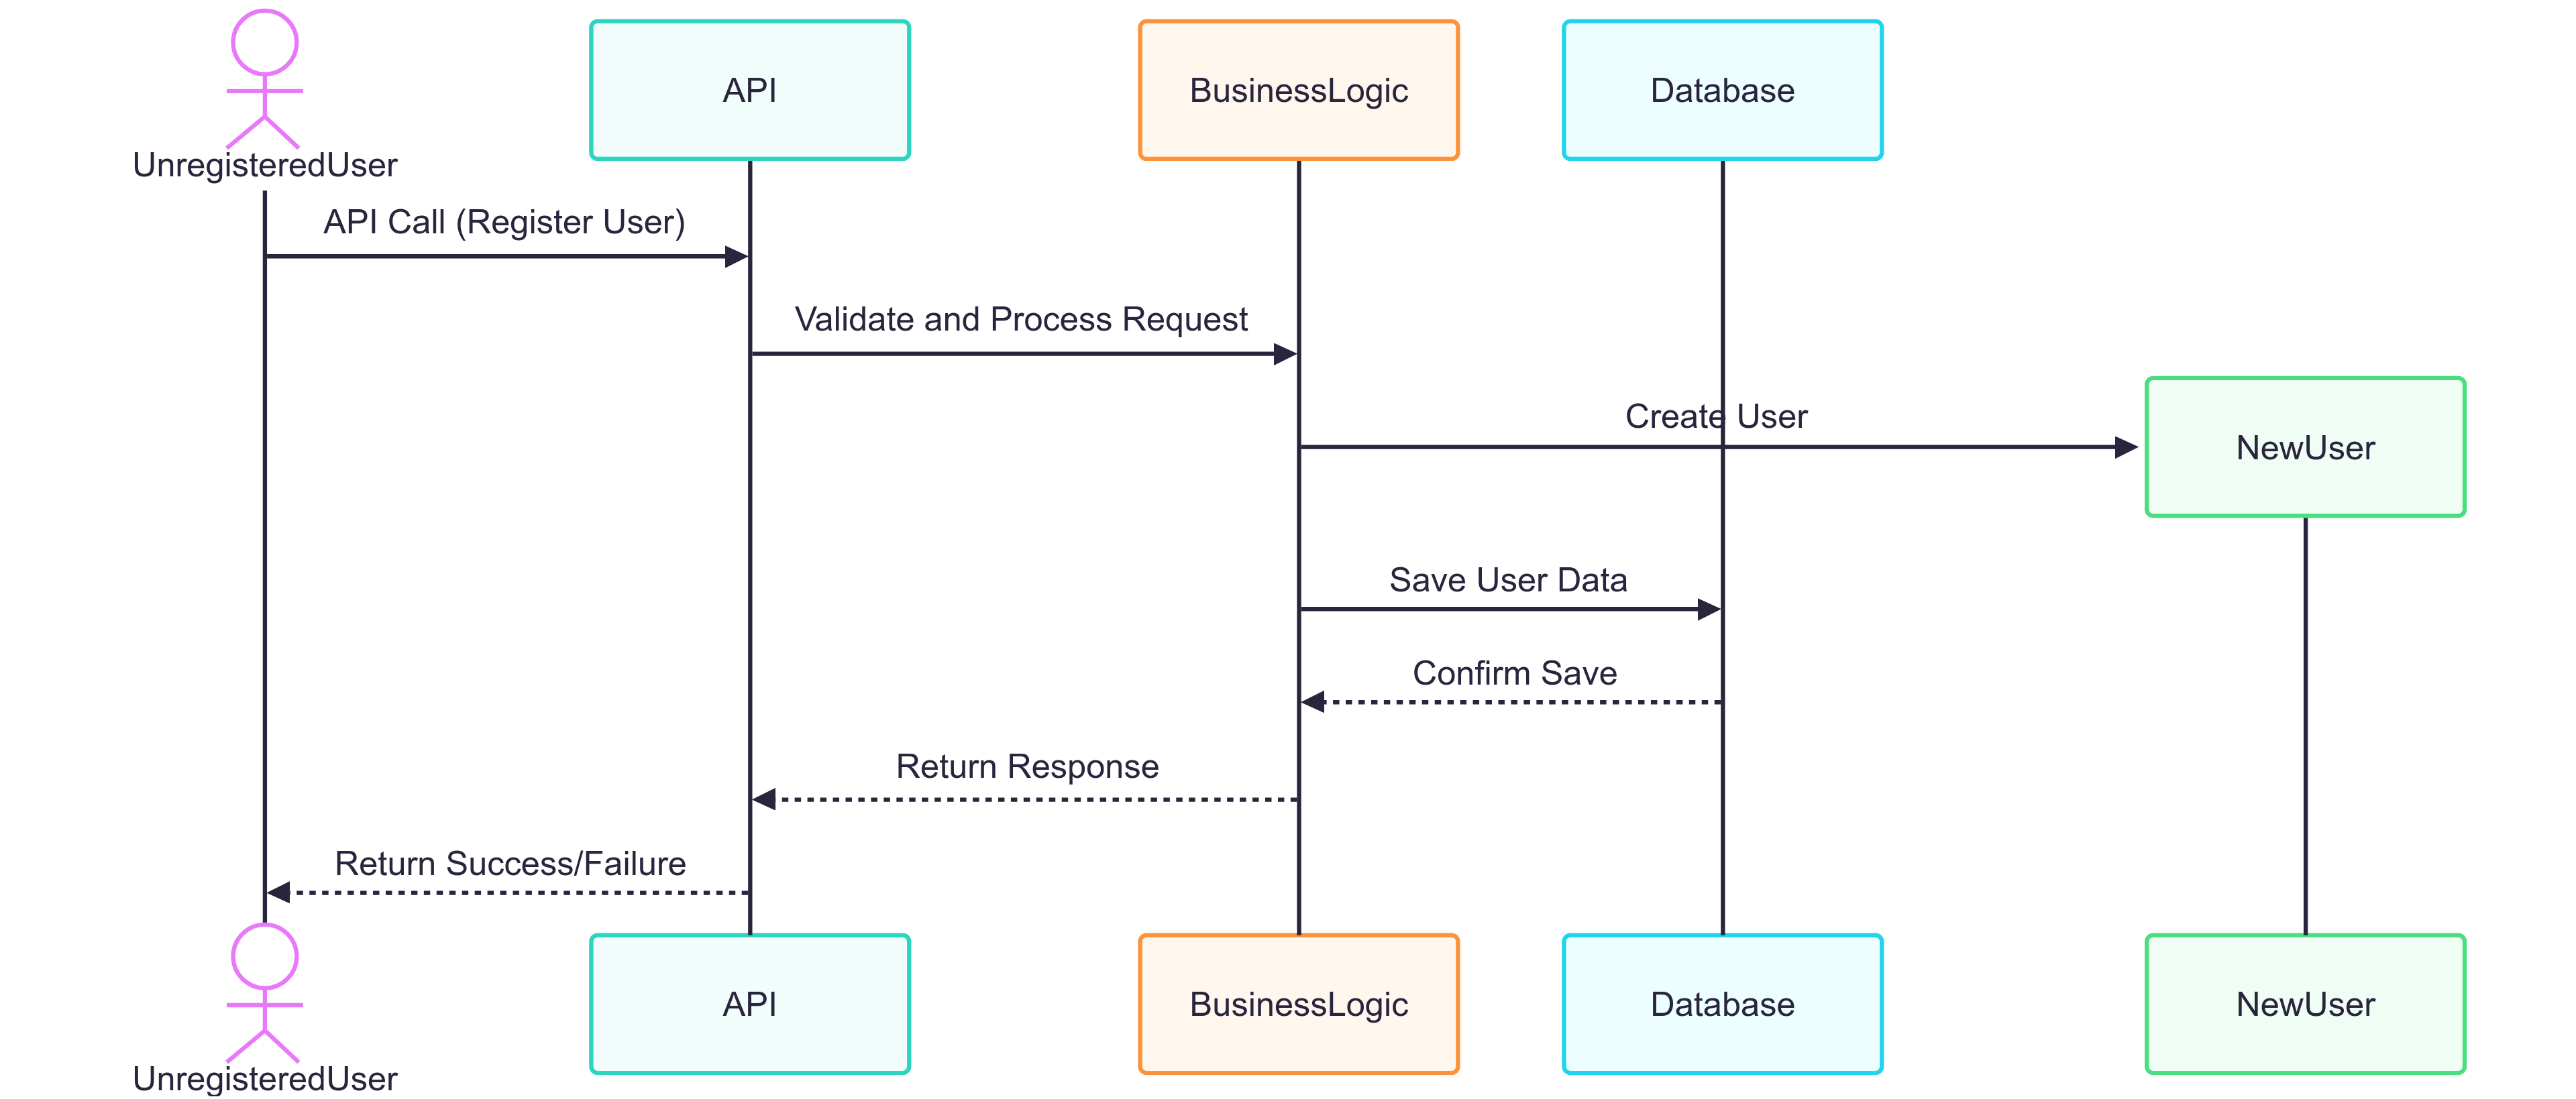 UnregisteredUser
API
BusinessLogic
Database
API Call (Register User)
Validate and Process Request
Create User
NewUser
Save User Data
Confirm Save
Return Response
Return Success/Failure
UnregisteredUser
API
BusinessLogic
Database
NewUser